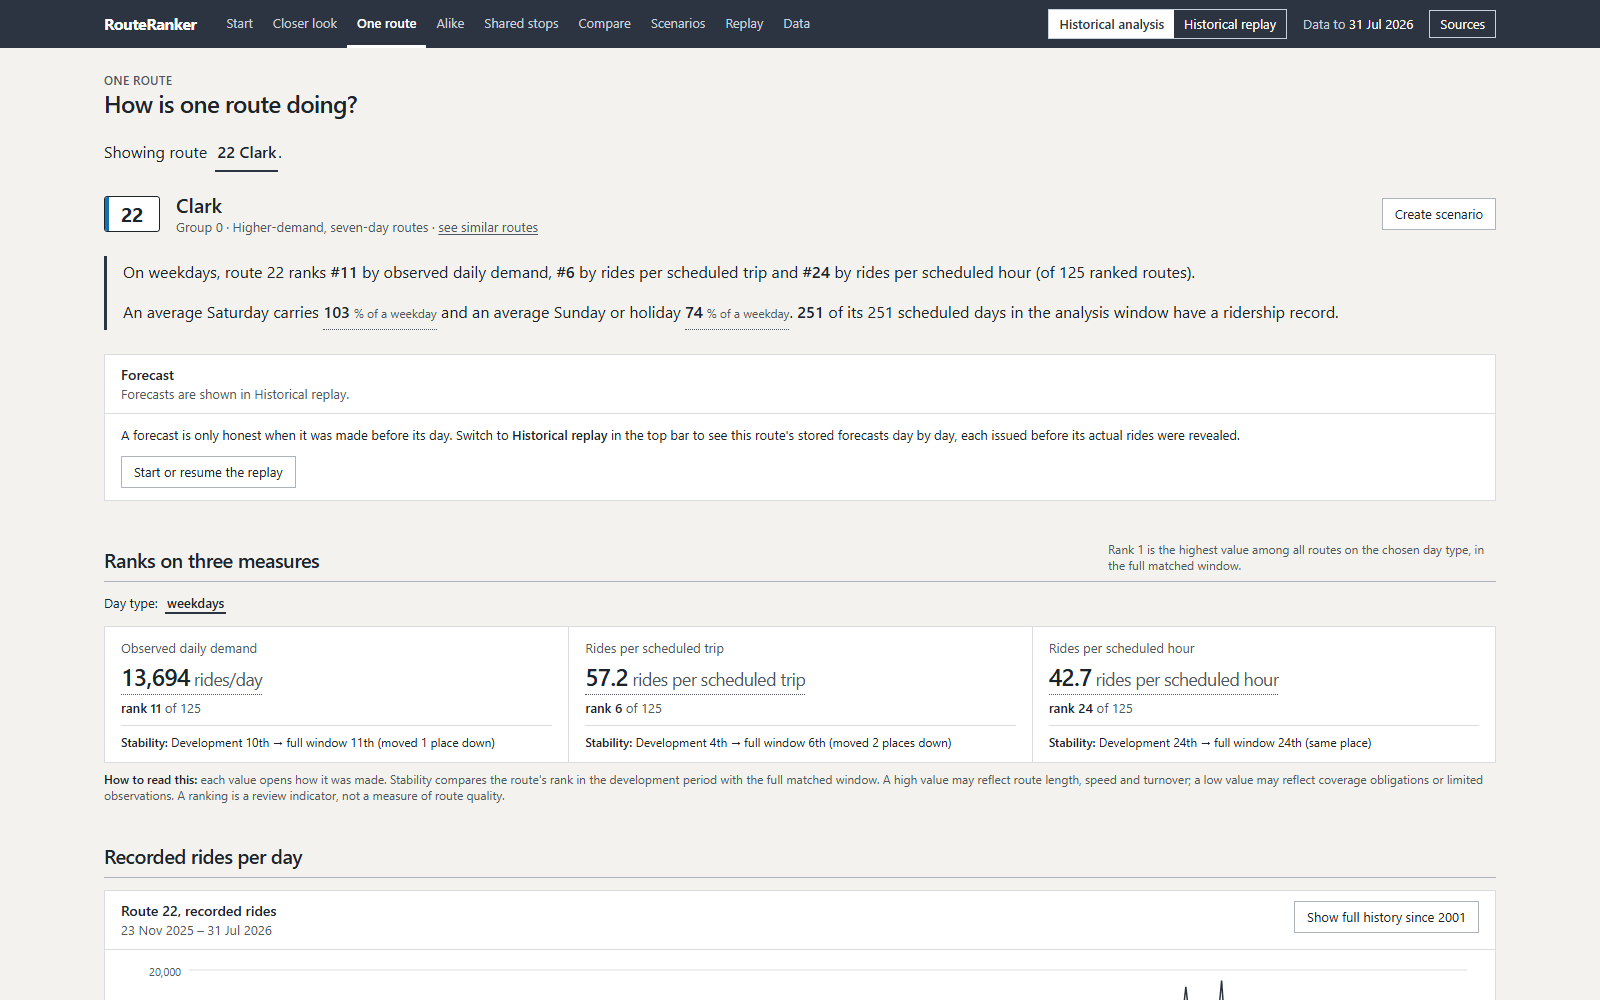 RouteRanker Start Closer look One route Alike Shared stops Compare Scenarios Replay Data Historical analysis Historical replay Data to 31 Jul 2026 Sources
ONE ROUTE
How is one route doing?
Showing route 22 Clark.
22
Clark
Group 0 · Higher-demand, seven-day routes · see similar routes
Create scenario
On weekdays, route 22 ranks #11 by observed daily demand, #6 by rides per scheduled trip and #24 by rides per scheduled hour (of 125 ranked routes).
An average Saturday carries 103 % of a weekday and an average Sunday or holiday 74 % of a weekday. 251 of its 251 scheduled days in the analysis window have a ridership record.
Forecast
Forecasts are shown in Historical replay.
A forecast is only honest when it was made before its day. Switch to Historical replay in the top bar to see this route's stored forecasts day by day, each issued before its actual rides were revealed.
Start or resume the replay
Ranks on three measures
Rank 1 is the highest value among all routes on the chosen day type, in
the full matched window.
Day type: weekdays
Observed daily demand
13,694 rides/day
rank 11 of 125
Stability: Development 10th → full window 11th (moved 1 place down)
Rides per scheduled trip
57.2 rides per scheduled trip
rank 6 of 125
Stability: Development 4th → full window 6th (moved 2 places down)
Rides per scheduled hour
42.7 rides per scheduled hour
rank 24 of 125
Stability: Development 24th → full window 24th (same place)
How to read this: each value opens how it was made. Stability compares the route's rank in the development period with the full matched window. A high value may reflect route length, speed and turnover; a low value may reflect coverage obligations or limited
observations. A ranking is a review indicator, not a measure of route quality.
Recorded rides per day
Route 22, recorded rides
23 Nov 2025 – 31 Jul 2026
Show full history since 2001
20,000